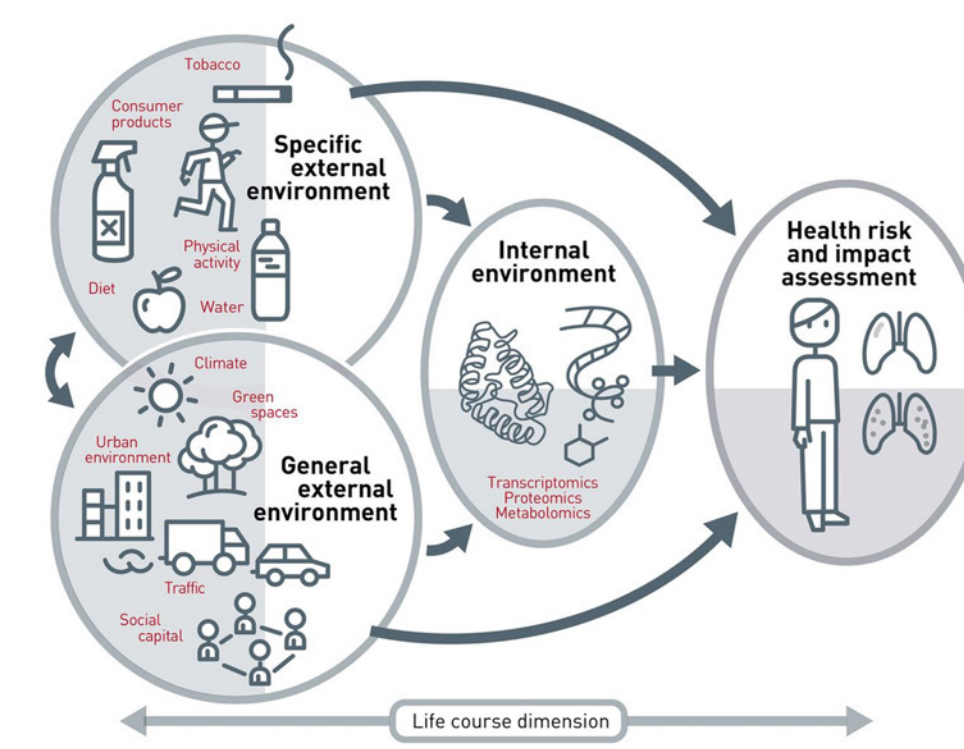 Tobacco
Consumer
products
Specific
external
environment
Physical
activity
Diet
Water
Climate
Green
spaces
Urban
environment
General
external
environment
Traffic
Social
capital
Internal
environment
Transcriptomics
Proteomics
Metabolomics
Health risk
and impact
assessment
Life course dimension